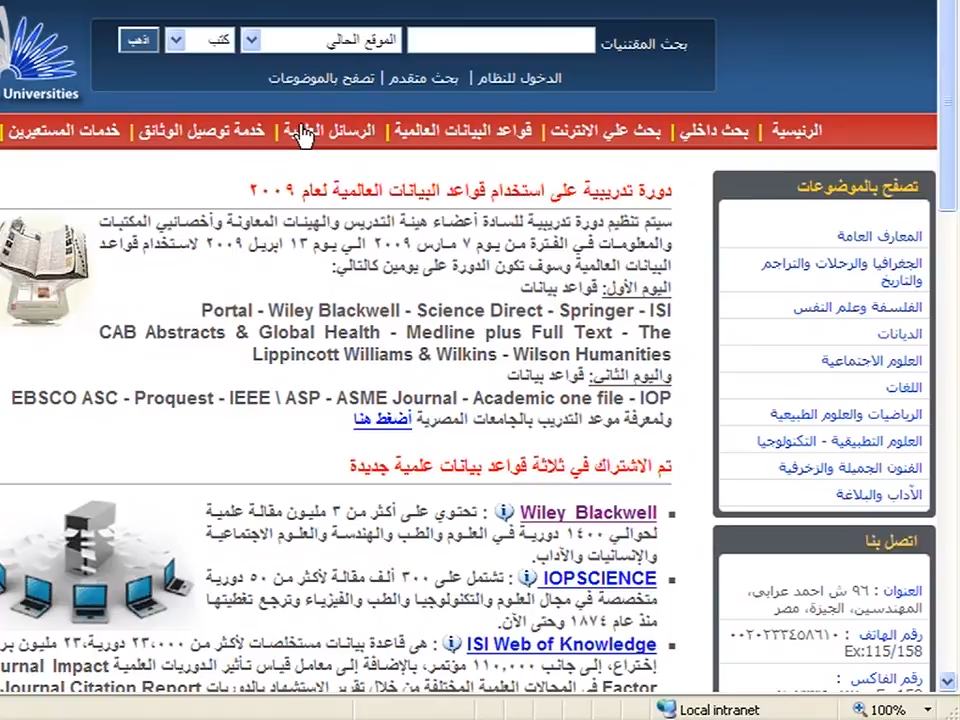 Universities
بحث المقتنيات
الموقع الحالي
كتب
اذهب
الدخول للنظام | بحث متقدم | تصفح بالموضوعات
الرئيسية | بحث داخلي | بحث علي الانترنت | قواعد البيانات العالمية | الرسائل | خدمة توصيل الوثائق | خدمات المستعيرين |
دورة تدريبية على استخدام قواعد البيانات العالمية لعام ٢٠٠٩
سيتم تنظيم دورة تدريبية للسادة أعضاء هيئة التدريس والهيئات المعاونة وأخصائيي المكتبات
والمعلومات في الفترة من يوم ٧ مارس ٢٠٠٩ الي يوم ١٣ ابريل ٢٠٠٩ لاستخدام قواعد
البيانات العالمية وسوف تكون الدورة على يومين كالتالي:
اليوم الأول: قواعد بيانات
Portal - Wiley Blackwell - Science Direct - Springer - ISI
CAB Abstracts & Global Health - Medline plus Full Text - The
Lippincott Williams & Wilkins - Wilson Humanities
واليوم الثاني: قواعد بيانات
EBSCO ASC - Proquest - IEEE \ ASP - ASME Journal - Academic one file - IOP
ولمعرفة موعد التدريب بالجامعات المصرية أضغط هنا
تم الاشتراك في ثلاثة قواعد بيانات علمية جديدة
Wiley Blackwell : تحتوي على أكثر من ٣ مليون مقالة علمية
لحوالي ١٤٠٠ دورية في العلوم والطب والهندسة والعلوم الاجتماعية
والإنسانيات والآداب.
IOPSCIENCE : تشتمل على ٣٠٠ ألف مقالة لأكثر من ٥٠ دورية
متخصصة في مجال العلوم والتكنولوجيا والطب والفيزياء وترجع تغطيتها
منذ عام ١٨٧٤ وحتى الآن.
ISI Web of Knowledge : هى قاعدة بيانات مستخلصات لأكثر من ٢٣,٠٠٠ دورية،٢٣ مليون بر
إختراع، إلى جانب ١١٠,٠٠٠ مؤتمر، بالإضافة إلى معامل قياس تأثير الدوريات العلمية urnal Impact
Factor في المجالات العلمية المختلفة من خلال تقرير الاستشهاد بالدوريات Journal Citation Report
تصفح بالموضوعات
المعارف العامة
الجغرافيا والرحلات والتراجم
والتاريخ
الفلسفة وعلم النفس
الديانات
العلوم الاجتماعية
اللغات
الرياضيات والعلوم الطبيعية
العلوم التطبيقية - التكنولوجيا
الفنون الجميلة والزخرفية
الآداب والبلاغة
اتصل بنا
العنوان : ٩٦ ش احمد عرابى،
المهندسين، الجيزة، مصر
رقم الهاتف : ٠٠٢٠٢٣٣٤٥٨٦١٠
Ex:115/158
رقم الفاكس :
Local intranet
100%